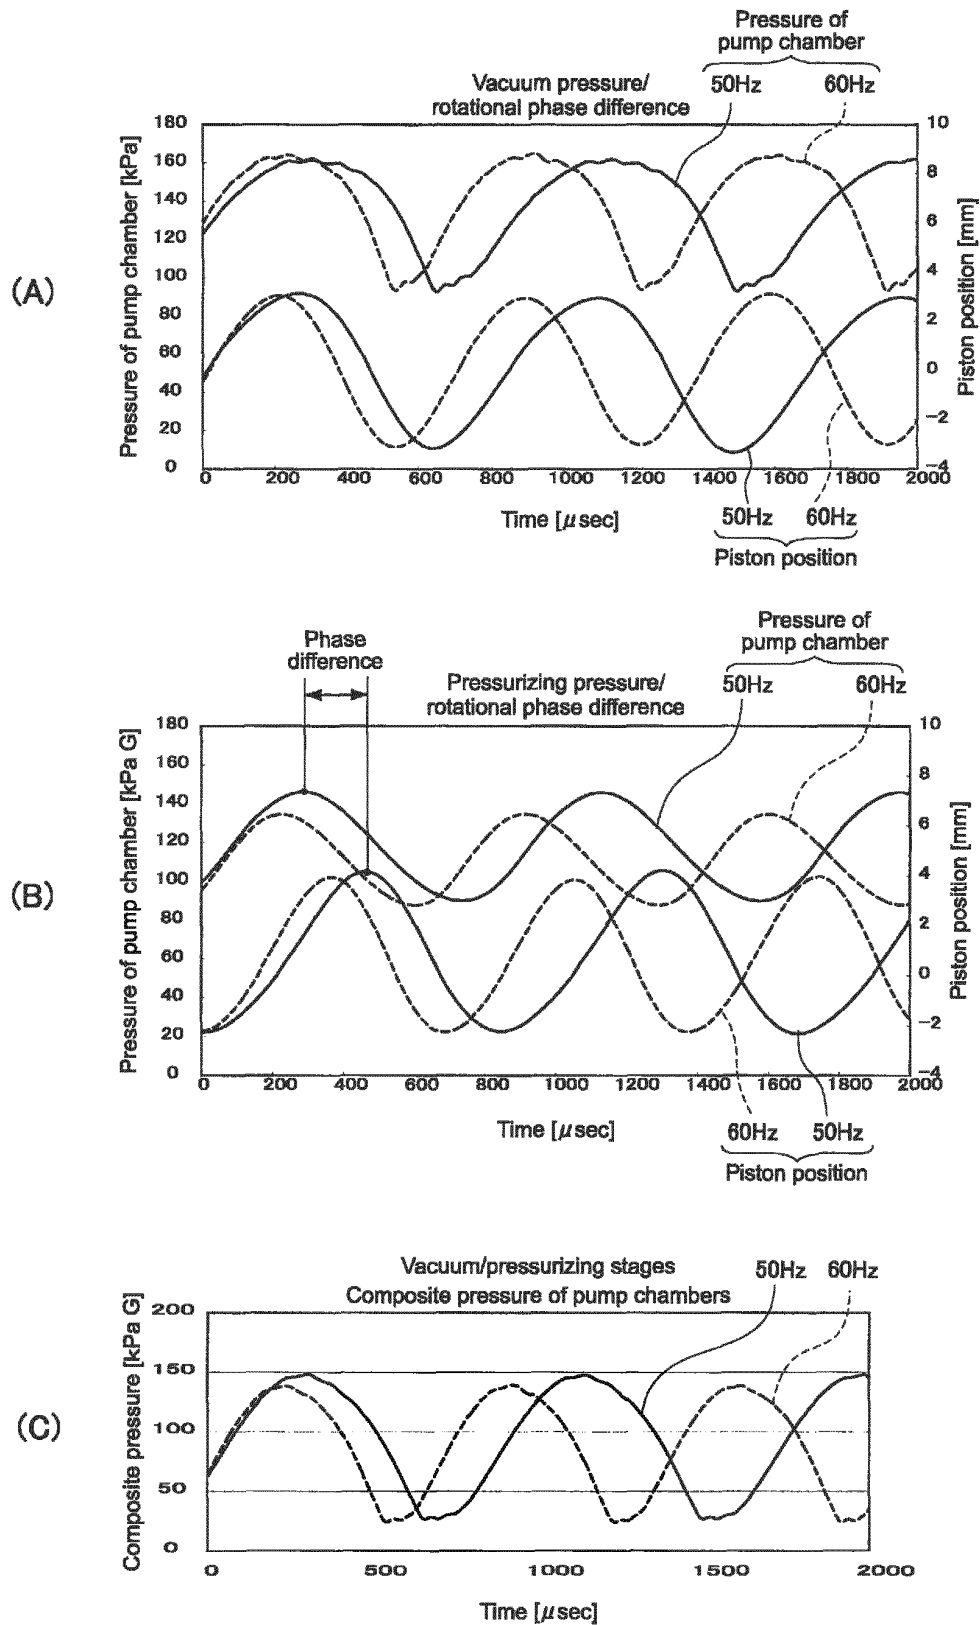 Pressure of
pump chamber
Vacuum pressure/
rotational phase difference
50Hz
60Hz
(A)
Pressure of pump chamber [kPa]
180
160
140
120
100
80
60
40
20
0
10
8
6
4
2
0
−2
−4
Piston position [mm]
0 200 400 600 800 1000 1200 1400 1600 1800 2000
Time [μsec]
50Hz 60Hz
Piston position
Phase
difference
Pressure of
pump chamber
Pressurizing pressure/
rotational phase difference
50Hz
60Hz
(B)
Pressure of pump chamber [kPa G]
180
160
140
120
100
80
60
40
20
0
10
8
6
4
2
0
−2
−4
Piston position [mm]
0 200 400 600 800 1000 1200 1400 1600 1800 2000
Time [μsec]
60Hz 50Hz
Piston position
Vacuum/pressurizing stages
Composite pressure of pump chambers
50Hz 60Hz
(C)
Composite pressure [kPa G]
200
150
100
50
0
0 500 1000 1500 2000
Time [μsec]